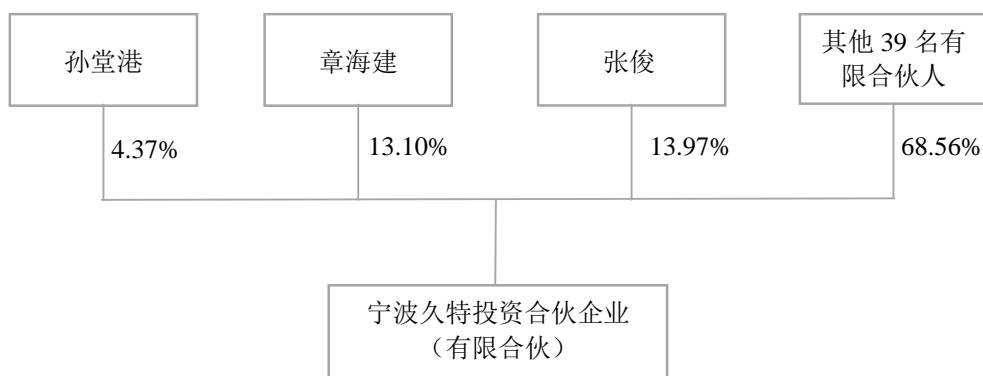 孙堂港
章海建
张俊
其他 39 名有
限合伙人
4.37%
13.10%
13.97%
68.56%
宁波久特投资合伙企业
（有限合伙）